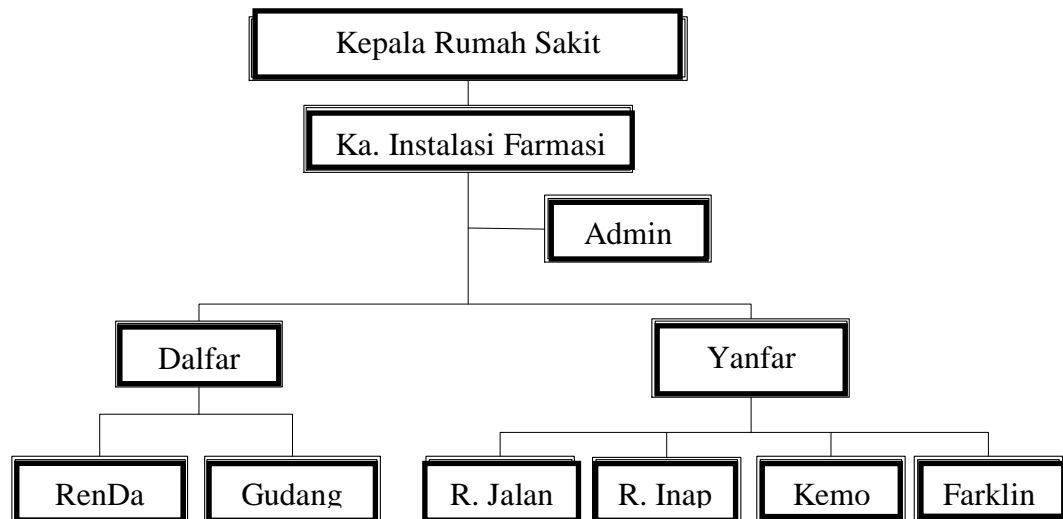 Kepala Rumah Sakit
Ka. Instalasi Farmasi
Admin
Dalfar
Yanfar
RenDa
Gudang
R. Jalan
R. Inap
Kemo
Farklin